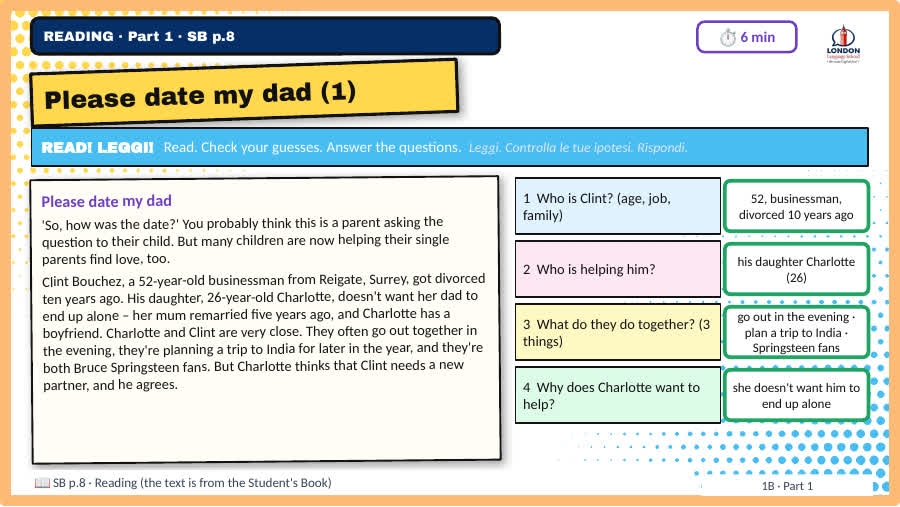 READING · Part 1 · SB p.8
⏱️ 6 min
LONDON
Language School
Please date my dad (1)
READ! LEGGI! Read. Check your guesses. Answer the questions. Leggi. Controlla le tue ipotesi. Rispondi.
Please date my dad
'So, how was the date?' You probably think this is a parent asking the
question to their child. But many children are now helping their single
parents find love, too.
Clint Bouchez, a 52-year-old businessman from Reigate, Surrey, got divorced
ten years ago. His daughter, 26-year-old Charlotte, doesn't want her dad to
end up alone – her mum remarried five years ago, and Charlotte has a
boyfriend. Charlotte and Clint are very close. They often go out together in
the evening, they're planning a trip to India for later in the year, and they're
both Bruce Springsteen fans. But Charlotte thinks that Clint needs a new
partner, and he agrees.
1 Who is Clint? (age, job,
family)
52, businessman,
divorced 10 years ago
2 Who is helping him?
his daughter Charlotte
(26)
3 What do they do together? (3
things)
go out in the evening ·
plan a trip to India ·
Springsteen fans
4 Why does Charlotte want to
help?
she doesn't want him to
end up alone
📖 SB p.8 · Reading (the text is from the Student's Book)
1B · Part 1